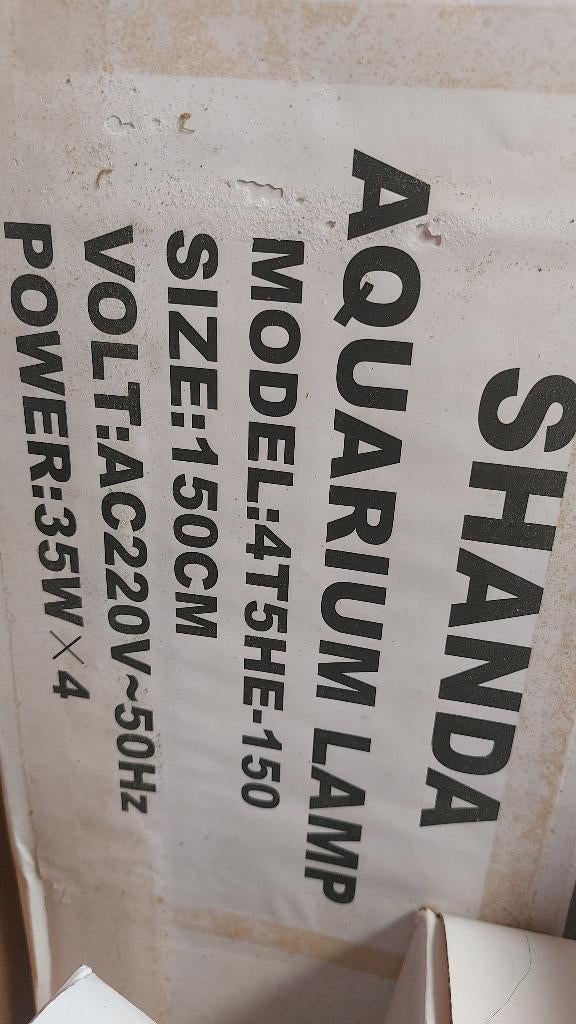 SHANDA
AQUARIUM LAMP
MODEL:4T5HE-150
SIZE:150CM
VOLT:AC220V~50Hz
POWER:35W×4